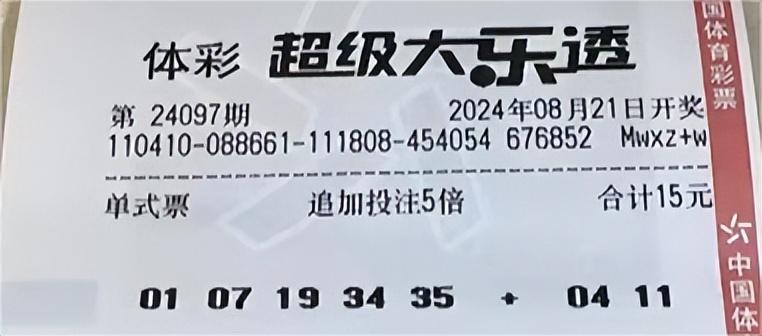 体彩 超级大乐透
第 24097期 2024年08月21日开奖
110410-088661-111808-454054 676852 Mwxz+w
单式票 追加投注5倍 合计15元
01 07 19 34 35 + 04 11
国体育彩票
中国体